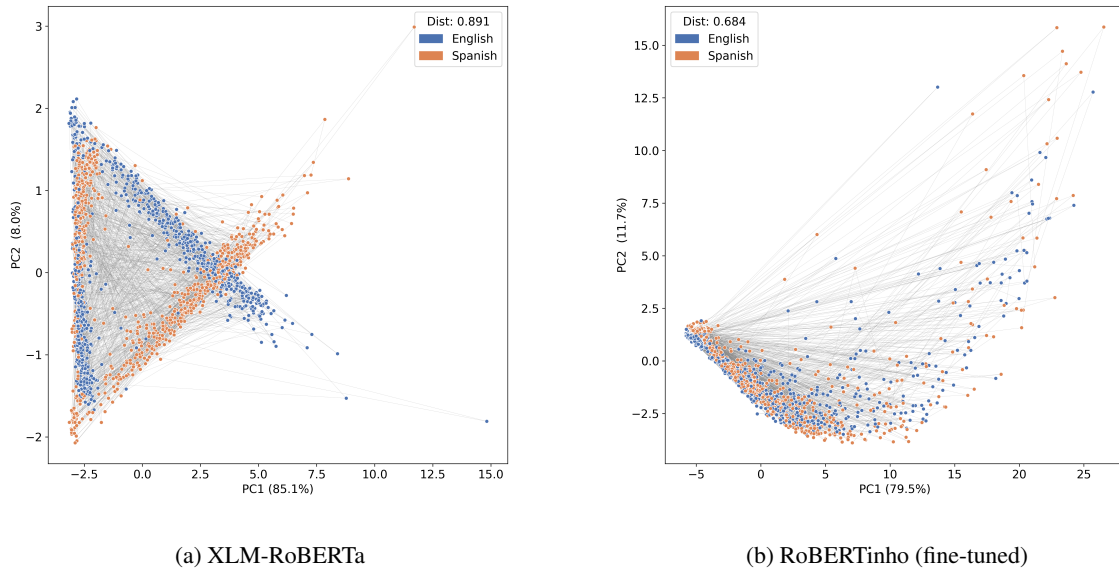 Dist: 0.891
English
Spanish
3
2
1
0
−1
−2
PC2 (8.0%)
−2.5 0.0 2.5 5.0 7.5 10.0 12.5 15.0
PC1 (85.1%)
(a) XLM-RoBERTa
Dist: 0.684
English
Spanish
15.0
12.5
10.0
7.5
5.0
2.5
0.0
−2.5
PC2 (11.7%)
−5 0 5 10 15 20 25
PC1 (79.5%)
(b) RoBERTinho (fine-tuned)